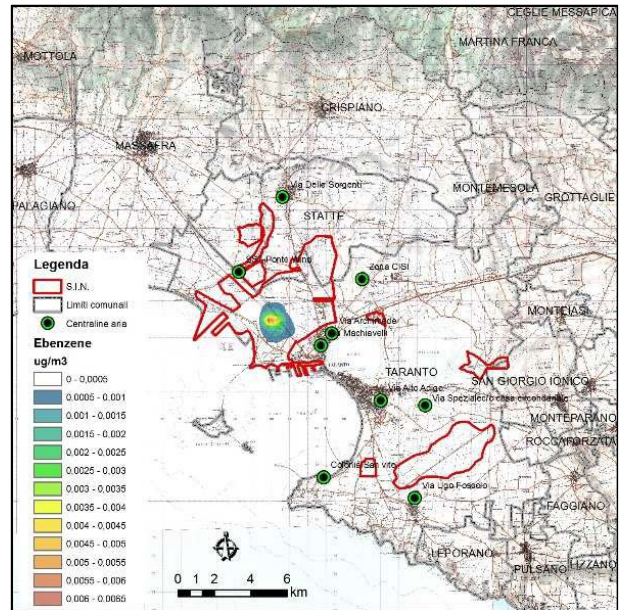 CEGLIE MESSAPICA
MARTINA FRANCA
MOTTOLA
CRISPIANO
MASSAFRA
MONTEMESOLA
GROTTAGLIE
PALAGIANO
Via Delle Sorgenti
STATTE
Zona CISI
MONTEIASI
Via Archimede
Machiavelli
TARANTO
SAN GIORGIO IONICO
Via Alto Adige
MONTEPARANO
ROCCAFORZATA
Colonia San vito
Via Ugo Foscolo
FAGGIANO
LEPORANO
PULSANO
LIZZANO
Legenda
S.I.N.
Limiti comunali
Centraline aria
Ebenzene
ug/m3
0 - 0,0005
0.0005 - 0.001
0.001 - 0.0015
0.0015 - 0.002
0.002 - 0.0025
0.0025 - 0.003
0.003 - 0.0035
0.0035 - 0.004
0.004 - 0.0045
0.0045 - 0.005
0.005 - 0.0055
0.0055 - 0.006
0.006 - 0.0065
0 1 2 4 6
km